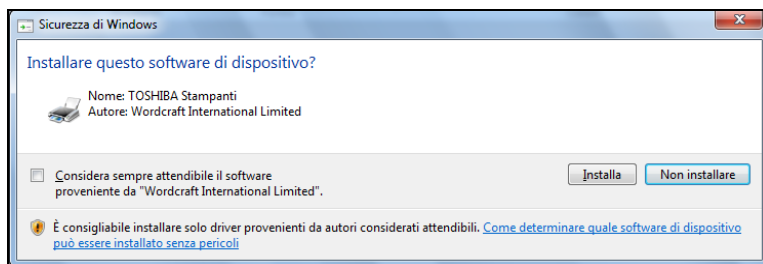 Sicurezza di Windows
Installare questo software di dispositivo?
Nome: TOSHIBA Stampanti
Autore: Wordcraft International Limited
Considera sempre attendibile il software
proveniente da "Wordcraft International Limited".
Installa
Non installare
È consigliabile installare solo driver provenienti da autori considerati attendibili. Come determinare quale software di dispositivo
può essere installato senza pericoli